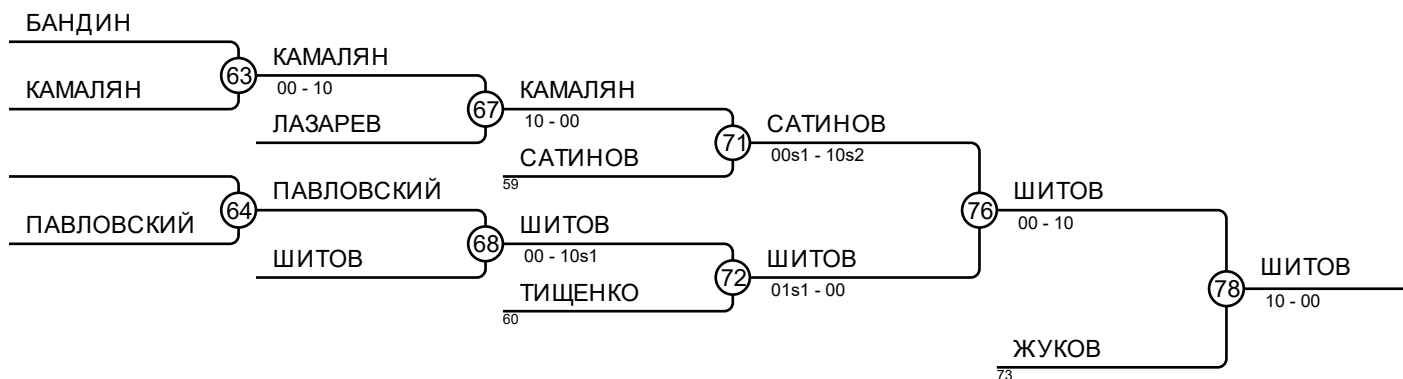 БАНДИН
КАМАЛЯН
63
КАМАЛЯН
00 - 10
ЛАЗАРЕВ
67
КАМАЛЯН
10 - 00
САТИНОВ
59
71
САТИНОВ
00s1 - 10s2
ПАВЛОВСКИЙ
64
ПАВЛОВСКИЙ
ШИТОВ
68
ШИТОВ
00 - 10s1
ТИЩЕНКО
60
72
ШИТОВ
01s1 - 00
76
ШИТОВ
00 - 10
ЖУКОВ
73
78
ШИТОВ
10 - 00